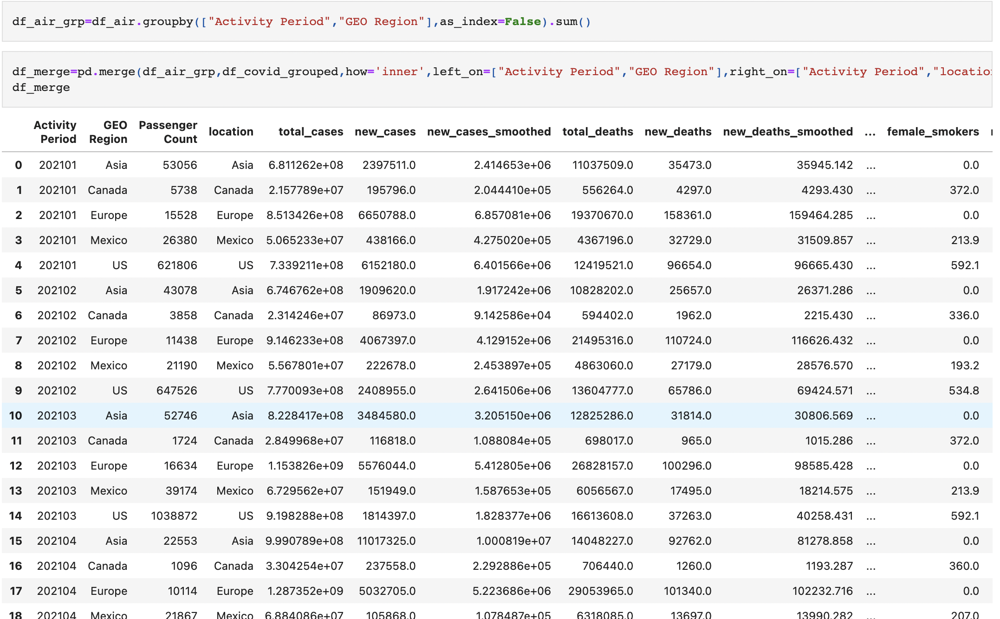 df_air_grp=df_air.groupby(["Activity Period","GEO Region"],as_index=False).sum()
df_merge=pd.merge(df_air_grp,df_covid_grouped,how='inner',left_on=["Activity Period","GEO Region"],right_on=["Activity Period","locatio
df_merge
Activity Period GEO Region Passenger Count location total_cases new_cases new_cases_smoothed total_deaths new_deaths new_deaths_smoothed ... female_smokers
0 202101 Asia 53056 Asia 6.811262e+08 2397511.0 2.414653e+06 11037509.0 35473.0 35945.142 ... 0.0
1 202101 Canada 5738 Canada 2.157789e+07 195796.0 2.044410e+05 556264.0 4297.0 4293.430 ... 372.0
2 202101 Europe 15528 Europe 8.513426e+08 6650788.0 6.857081e+06 19370670.0 158361.0 159464.285 ... 0.0
3 202101 Mexico 26380 Mexico 5.065233e+07 438166.0 4.275020e+05 4367196.0 32729.0 31509.857 ... 213.9
4 202101 US 621806 US 7.339211e+08 6152180.0 6.401566e+06 12419521.0 96654.0 96665.430 ... 592.1
5 202102 Asia 43078 Asia 6.746762e+08 1909620.0 1.917242e+06 10828202.0 25657.0 26371.286 ... 0.0
6 202102 Canada 3858 Canada 2.314246e+07 86973.0 9.142586e+04 594402.0 1962.0 2215.430 ... 336.0
7 202102 Europe 11438 Europe 9.146233e+08 4067397.0 4.129152e+06 21495316.0 110724.0 116626.432 ... 0.0
8 202102 Mexico 21190 Mexico 5.567801e+07 222678.0 2.453897e+05 4863060.0 27179.0 28576.570 ... 193.2
9 202102 US 647526 US 7.770093e+08 2408955.0 2.641506e+06 13604777.0 65786.0 69424.571 ... 534.8
10 202103 Asia 52746 Asia 8.228417e+08 3484580.0 3.205150e+06 12825286.0 31814.0 30806.569 ... 0.0
11 202103 Canada 1724 Canada 2.849968e+07 116818.0 1.088084e+05 698017.0 965.0 1015.286 ... 372.0
12 202103 Europe 16634 Europe 1.153826e+09 5576044.0 5.412805e+06 26828157.0 100296.0 98585.428 ... 0.0
13 202103 Mexico 39174 Mexico 6.729562e+07 151949.0 1.587653e+05 6056567.0 17495.0 18214.575 ... 213.9
14 202103 US 1038872 US 9.198288e+08 1814397.0 1.828377e+06 16613608.0 37263.0 40258.431 ... 592.1
15 202104 Asia 22553 Asia 9.990789e+08 11017325.0 1.000819e+07 14048227.0 92762.0 81278.858 ... 0.0
16 202104 Canada 1096 Canada 3.304254e+07 237558.0 2.292886e+05 706440.0 1260.0 1193.287 ... 360.0
17 202104 Europe 10114 Europe 1.287352e+09 5032705.0 5.223686e+06 29053965.0 101340.0 102232.716 ... 0.0
18 202104 Mexico 21867 Mexico 6.884086e+07 105868.0 1.078487e+05 6318085.0 13697.0 13990.282 ... 207.0